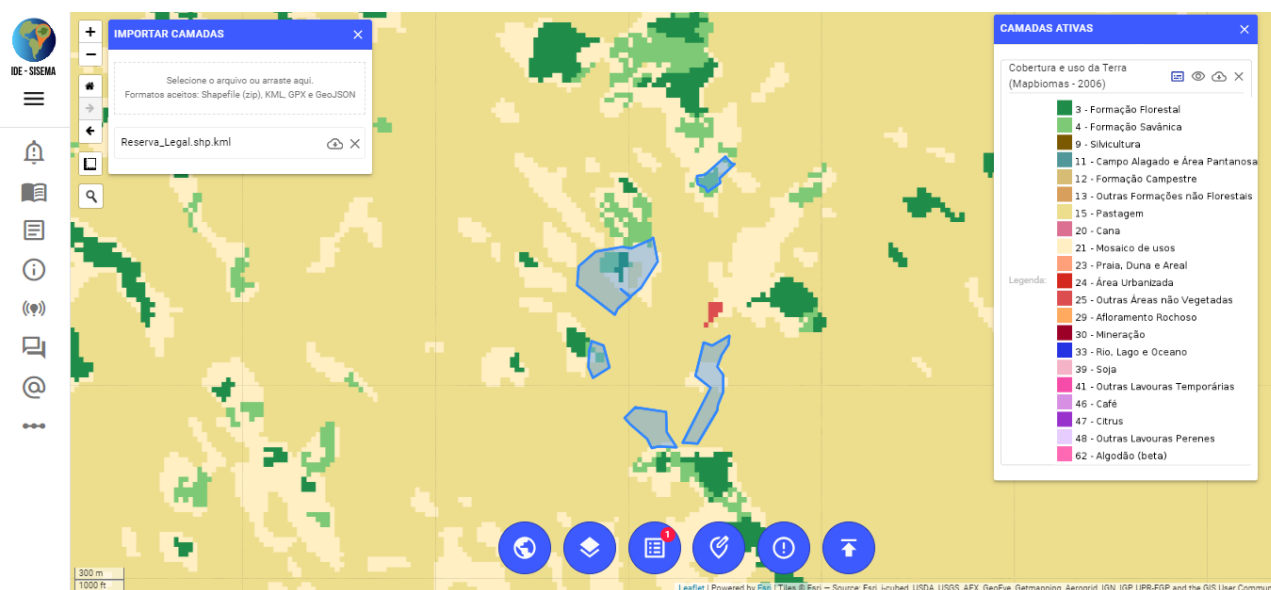 IDE - SISEMA
+
−
IMPORTAR CAMADAS
Selecione o arquivo ou arraste aqui.
Formatos aceitos: Shapefile (zip), KML, GPX e GeoJSON
Reserva_Legal.shp.kml
CAMADAS ATIVAS
Cobertura e uso da Terra
(Mapbiomas - 2006)
Legenda:
3 - Formação Florestal
4 - Formação Savânica
9 - Silvicultura
11 - Campo Alagado e Área Pantanosa
12 - Formação Campestre
13 - Outras Formações não Florestais
15 - Pastagem
20 - Cana
21 - Mosaico de usos
23 - Praia, Duna e Areal
24 - Área Urbanizada
25 - Outras Áreas não Vegetadas
29 - Afloramento Rochoso
30 - Mineração
33 - Rio, Lago e Oceano
39 - Soja
41 - Outras Lavouras Temporárias
46 - Café
47 - Citrus
48 - Outras Lavouras Perenes
62 - Algodão (beta)
1
300 m
1000 ft
Leaflet | Powered by Esri | Tiles © Esri — Source: Esri, i-cubed, USDA, USGS, AEX, GeoEye, Getmapping, Aerogrid, IGN, IGP, UPR-EGP, and the GIS User Commun